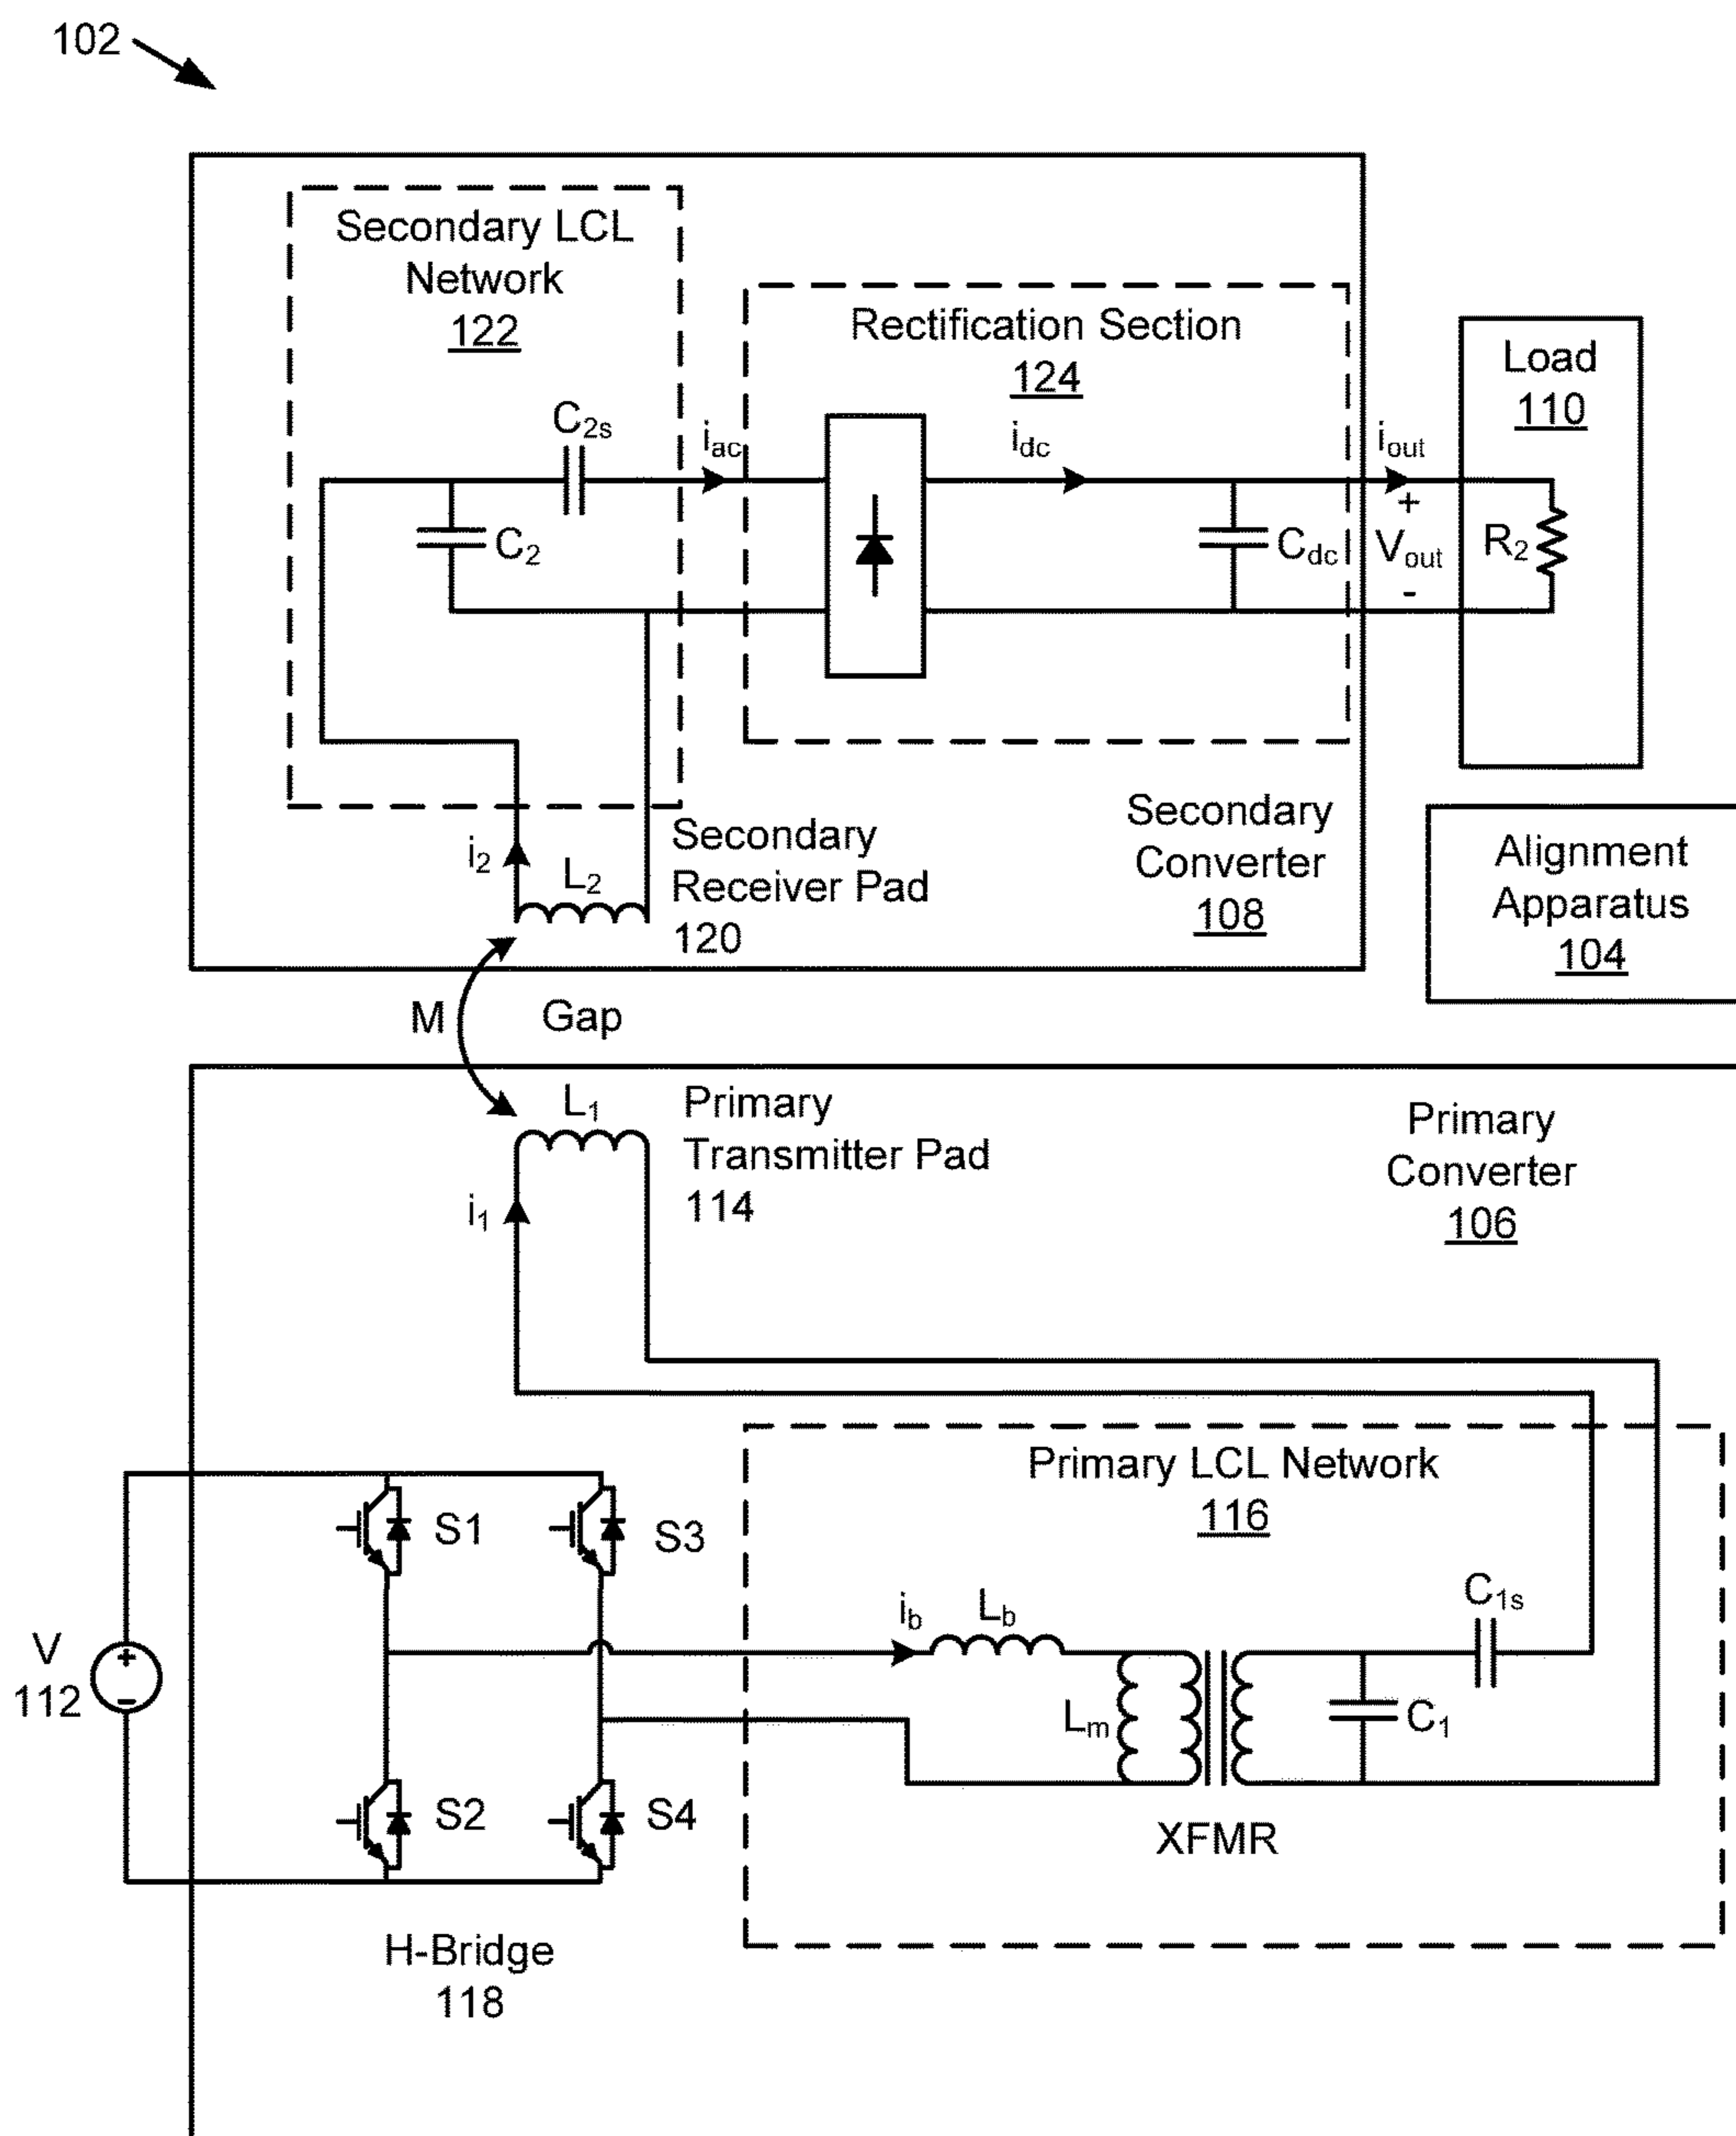 102
Secondary LCL
Network
122
Rectification Section
124
Load
110
C2s
iac
idc
iout
+
C2
Cdc
Vout
R2
-
Secondary
Receiver Pad
120
i2
L2
Secondary
Converter
108
Alignment
Apparatus
104
M
Gap
L1
Primary
Transmitter Pad
114
i1
Primary
Converter
106
Primary LCL Network
116
S1
S3
V
112
+
-
ib
Lb
C1s
Lm
C1
S2
S4
XFMR
H-Bridge
118